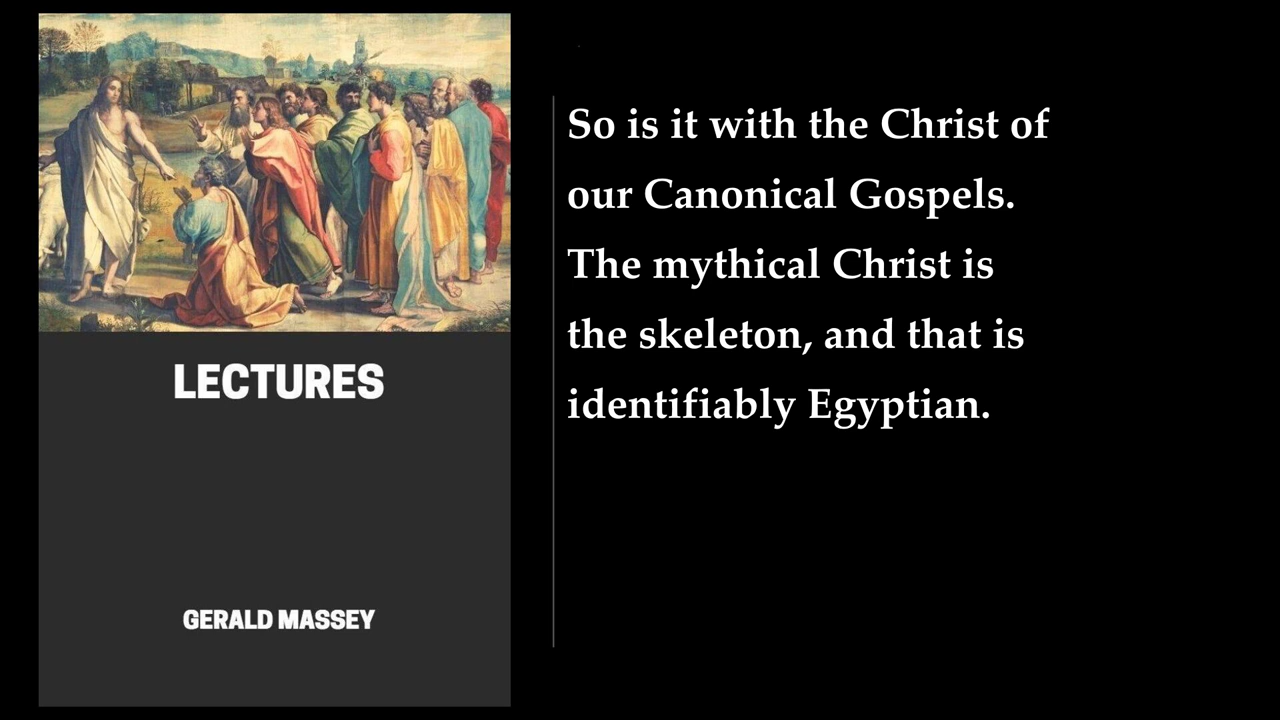 LECTURES
GERALD MASSEY
So is it with the Christ of
our Canonical Gospels.
The mythical Christ is
the skeleton, and that is
identifiably Egyptian.